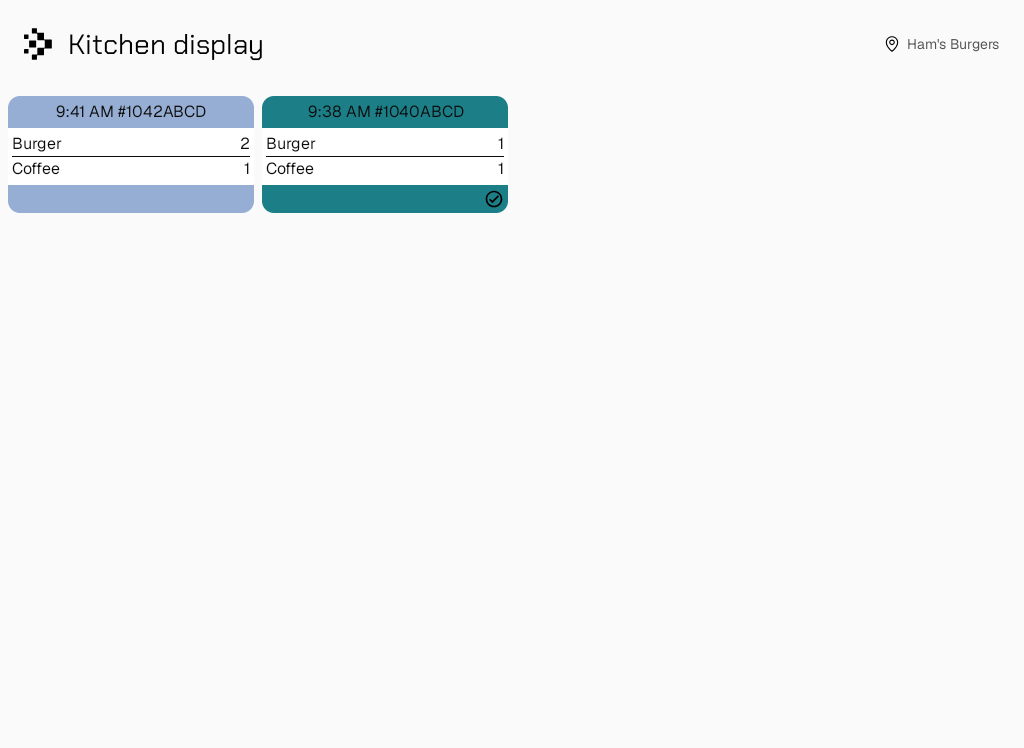 Kitchen display
Ham's Burgers
9:41 AM #1042ABCD
Burger 2
Coffee 1
9:38 AM #1040ABCD
Burger 1
Coffee 1